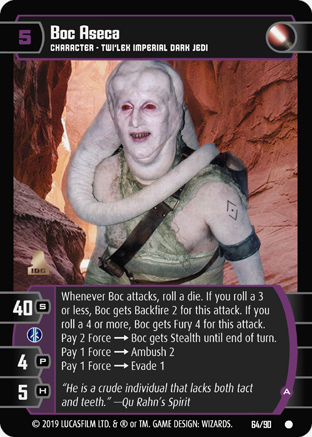 5
Boc Aseca
CHARACTER - TWI'LEK IMPERIAL DARK JEDI
IDC
40 S
4 P
5 H
Whenever Boc attacks, roll a die. If you roll a 3
or less, Boc gets Backfire 2 for this attack. If you
roll a 4 or more, Boc gets Fury 4 for this attack.
Pay 2 Force → Boc gets Stealth until end of turn.
Pay 1 Force → Ambush 2
Pay 1 Force → Evade 1
"He is a crude individual that lacks both tact
and teeth." —Qu Rahn's Spirit
A
© 2019 LUCASFILM LTD. & ® or TM. GAME DESIGN: WIZARDS.
64/90